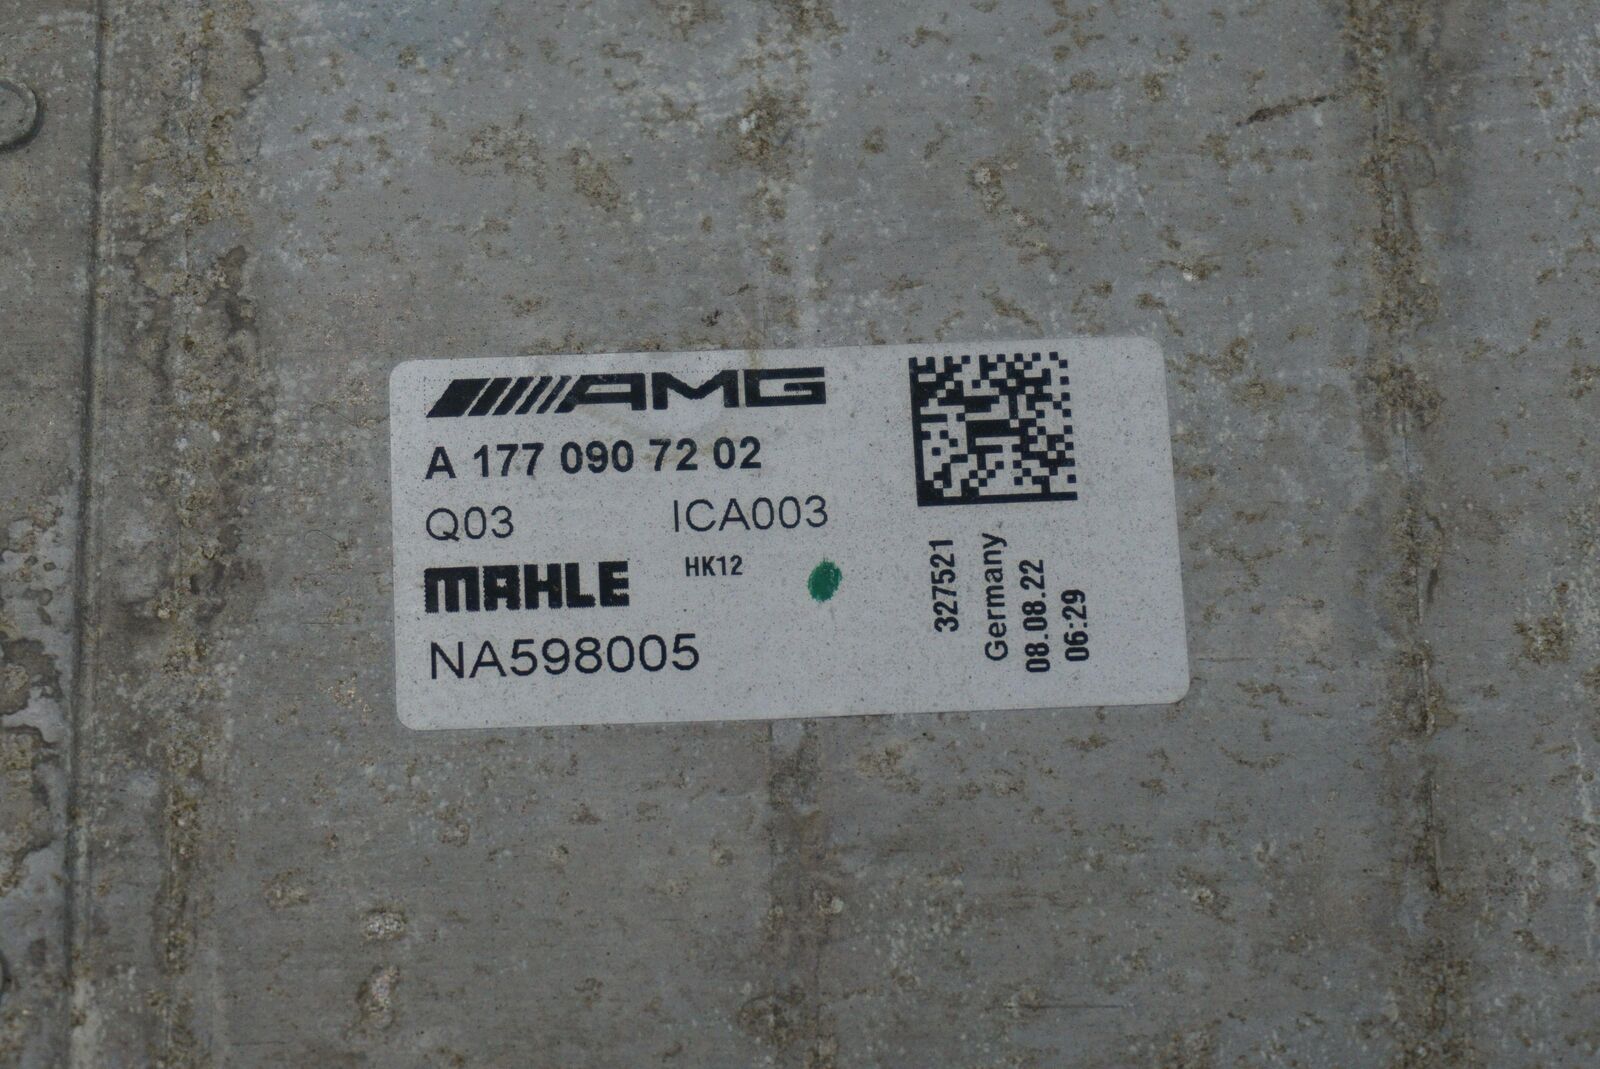 AMG
A 177 090 72 02
Q03 ICA003
MAHLE HK12
NA598005
327521
Germany
08.08.22
06:29